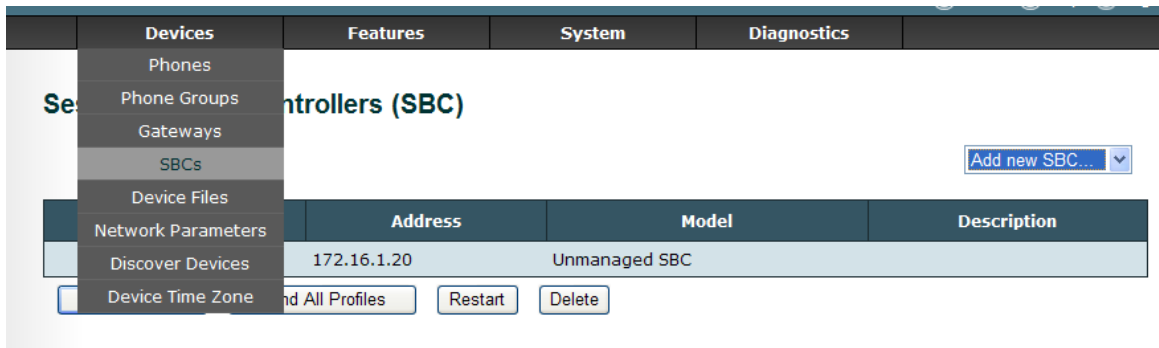 Devices Features System Diagnostics
Phones
Phone Groups
Ses ntrollers (SBC)
Gateways
SBCs
Add new SBC...
Device Files
Network Parameters
Address Model Description
Discover Devices
172.16.1.20 Unmanaged SBC
Device Time Zone
nd All Profiles Restart Delete